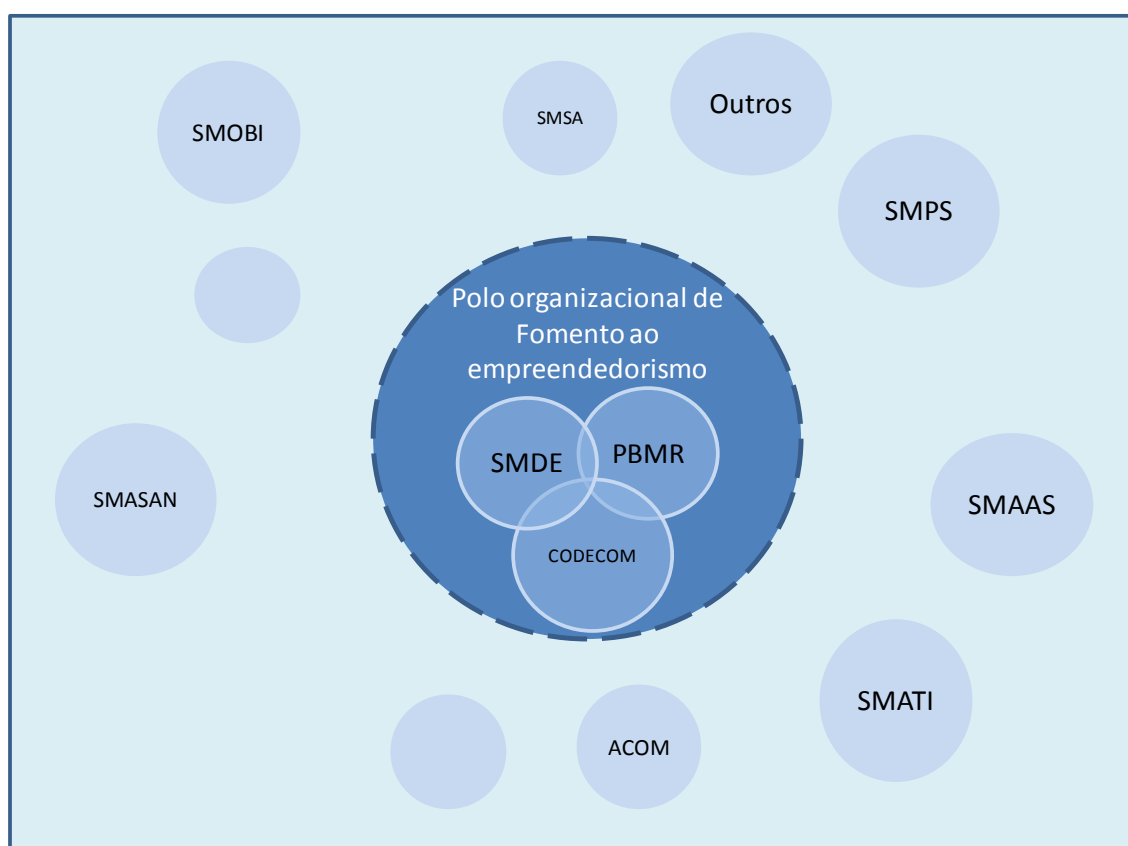 Outros
SMSA
SMOBI
SMPS
Polo organizacional de
Fomento ao
empreendedorismo
SMDE
PBMR
SMASAN
SMAAS
CODECOM
SMATI
ACOM